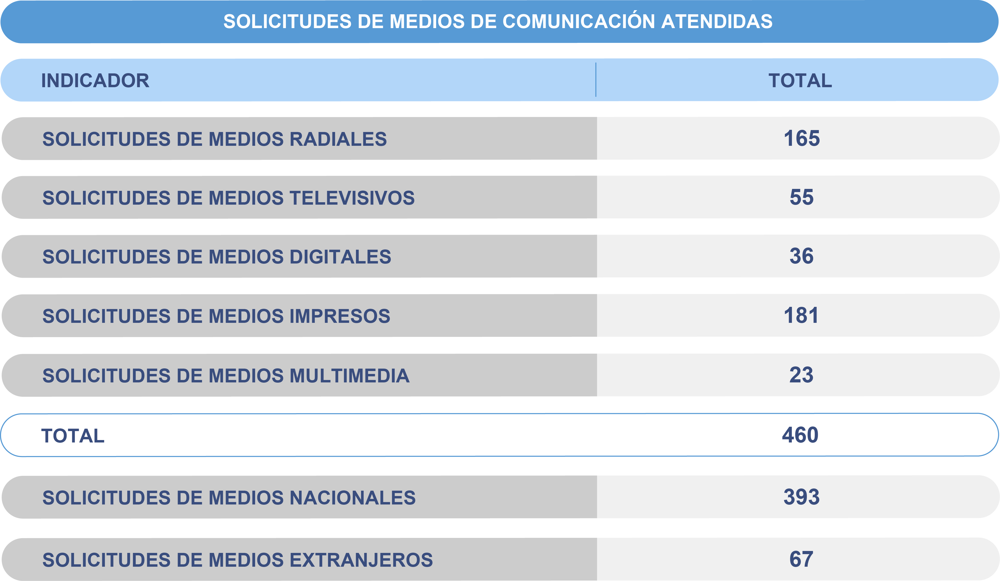 SOLICITUDES DE MEDIOS DE COMUNICACIÓN ATENDIDAS
INDICADOR TOTAL
SOLICITUDES DE MEDIOS RADIALES 165
SOLICITUDES DE MEDIOS TELEVISIVOS 55
SOLICITUDES DE MEDIOS DIGITALES 36
SOLICITUDES DE MEDIOS IMPRESOS 181
SOLICITUDES DE MEDIOS MULTIMEDIA 23
TOTAL 460
SOLICITUDES DE MEDIOS NACIONALES 393
SOLICITUDES DE MEDIOS EXTRANJEROS 67